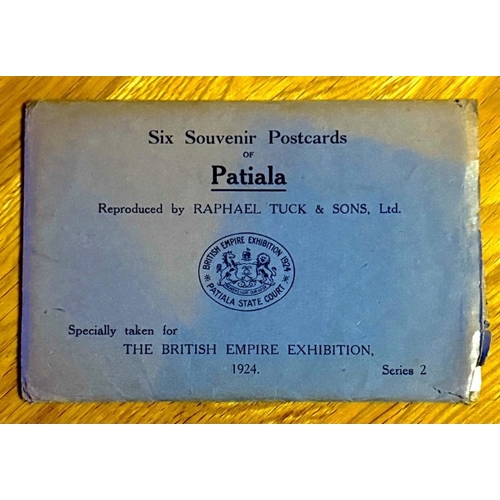 Six Souvenir Postcards
OF
Patiala
Reproduced by RAPHAEL TUCK & SONS, Ltd.
BRITISH EMPIRE EXHIBITION 1924
PATIALA STATE COURT
Specially taken for
THE BRITISH EMPIRE EXHIBITION,
1924.
Series 2